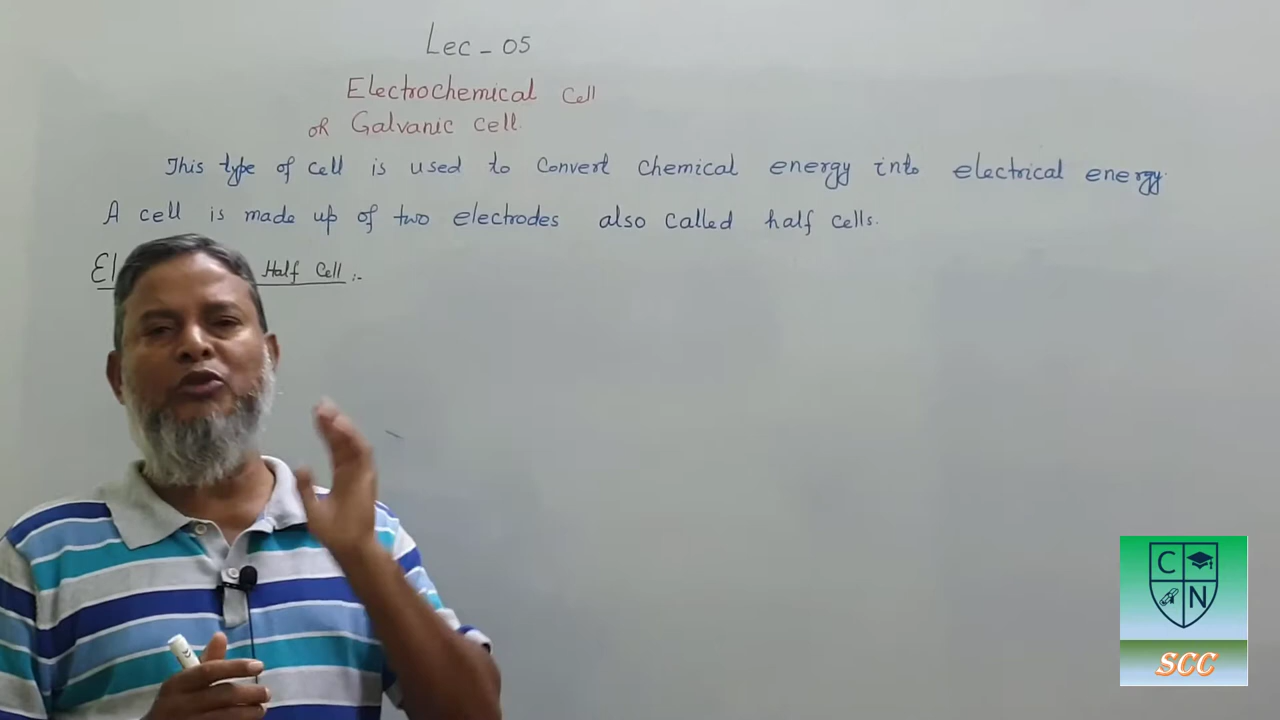 Lec - 05
Electrochemical Cell
or Galvanic cell.
This type of cell is used to convert chemical energy into electrical energy.
A cell is made up of two electrodes also called half cells.
El Half Cell :-
C
N
SCC